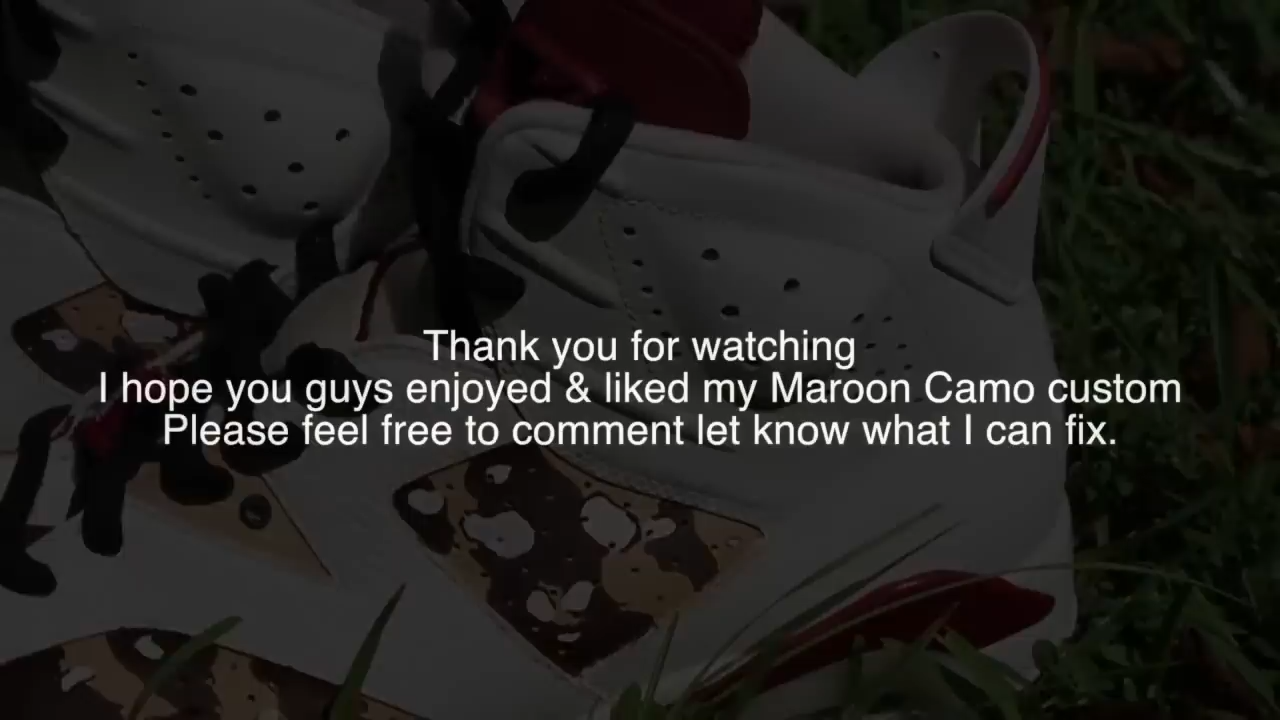 Thank you for watching
I hope you guys enjoyed & liked my Maroon Camo custom
Please feel free to comment let know what I can fix.